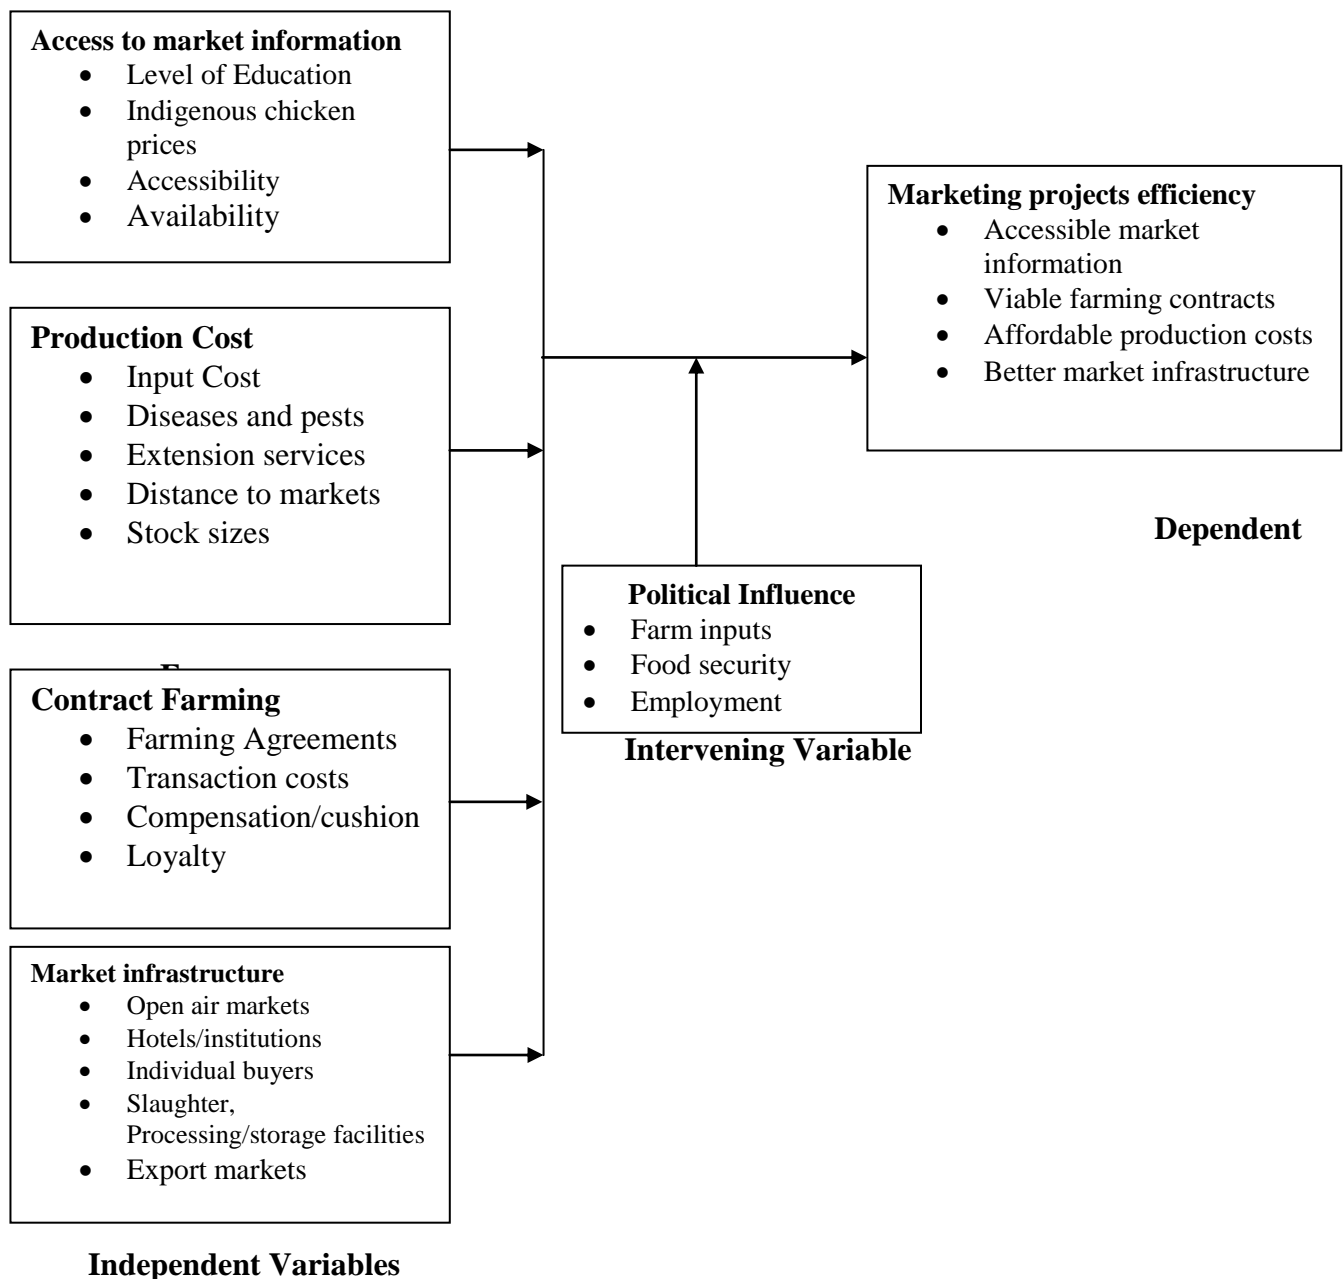 Access to market information
• Level of Education
• Indigenous chicken
prices
• Accessibility
• Availability
Production Cost
• Input Cost
• Diseases and pests
• Extension services
• Distance to markets
• Stock sizes
Contract Farming
• Farming Agreements
• Transaction costs
• Compensation/cushion
• Loyalty
Market infrastructure
• Open air markets
• Hotels/institutions
• Individual buyers
• Slaughter,
Processing/storage facilities
• Export markets
Independent Variables
Political Influence
• Farm inputs
• Food security
• Employment
Intervening Variable
Marketing projects efficiency
• Accessible market
information
• Viable farming contracts
• Affordable production costs
• Better market infrastructure
Dependent